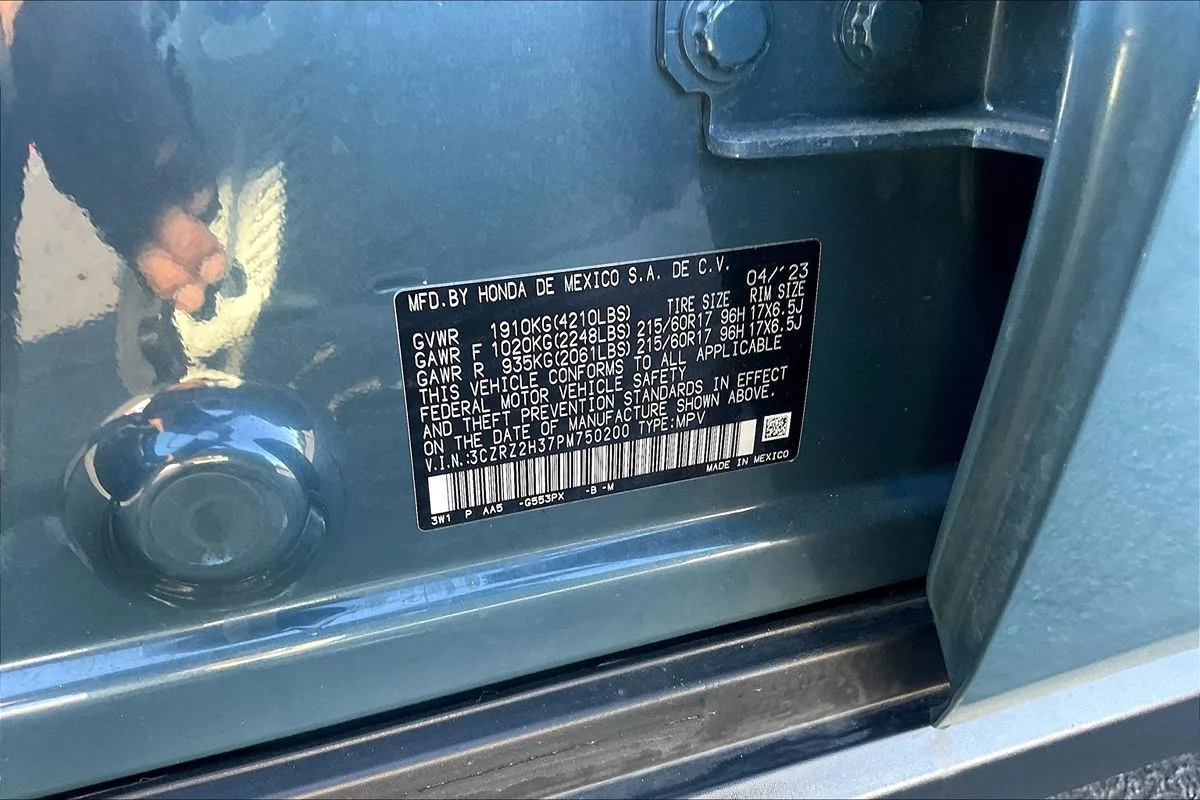 MFD.BY HONDA DE MEXICO S.A. DE C.V. 04/'23
GVWR 1910KG(4210LBS) TIRE SIZE RIM SIZE
GAWR F 1020KG(2248LBS) 215/60R17 96H 17X6.5J
GAWR R 935KG(2061LBS) 215/60R17 96H 17X6.5J
THIS VEHICLE CONFORMS TO ALL APPLICABLE
FEDERAL MOTOR VEHICLE SAFETY
AND THEFT PREVENTION STANDARDS IN EFFECT
ON THE DATE OF MANUFACTURE SHOWN ABOVE.
V.I.N.:3CZRZ2H37PM750200 TYPE:MPV
MADE IN MEXICO
3W1 P AA5 -G553PX -B -M